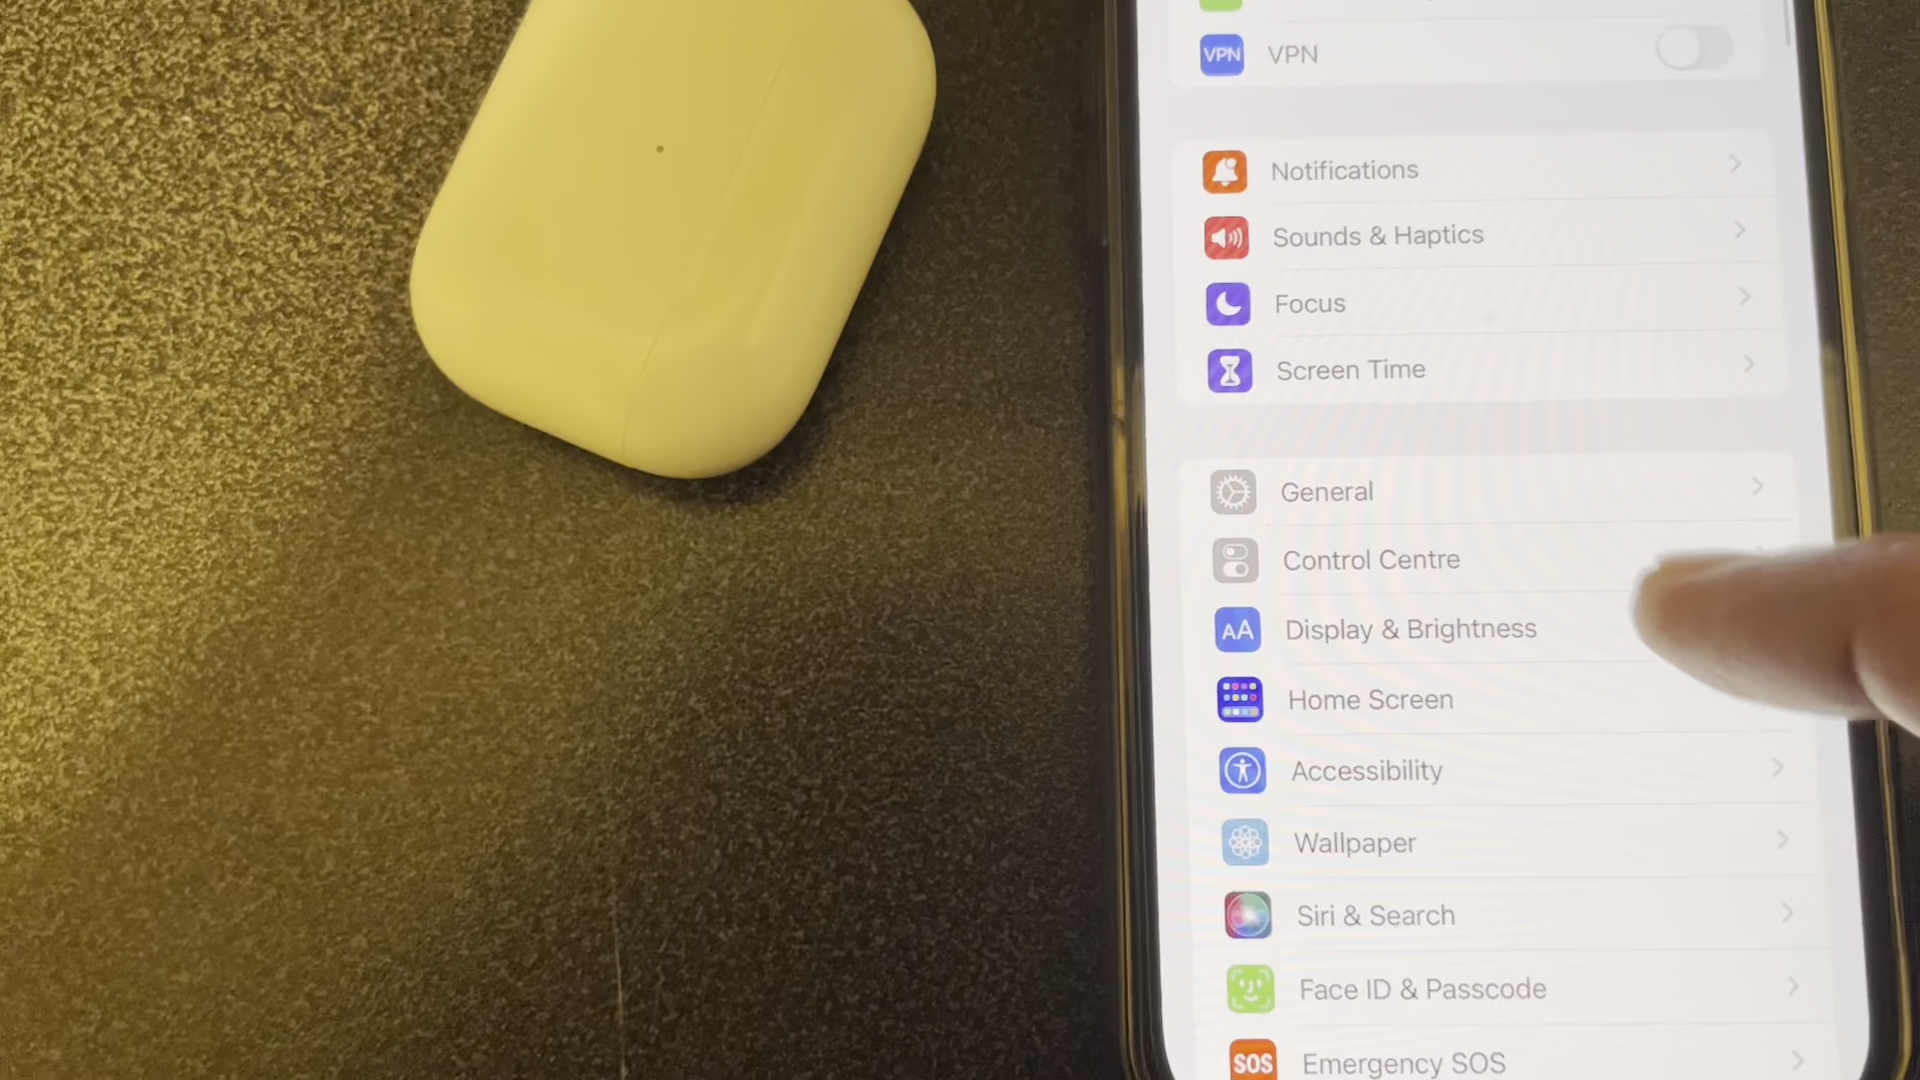 VPN VPN
Notifications
Sounds & Haptics
Focus
Screen Time
General
Control Centre
AA Display & Brightness
Home Screen
Accessibility
Wallpaper
Siri & Search
Face ID & Passcode
SOS Emergency SOS